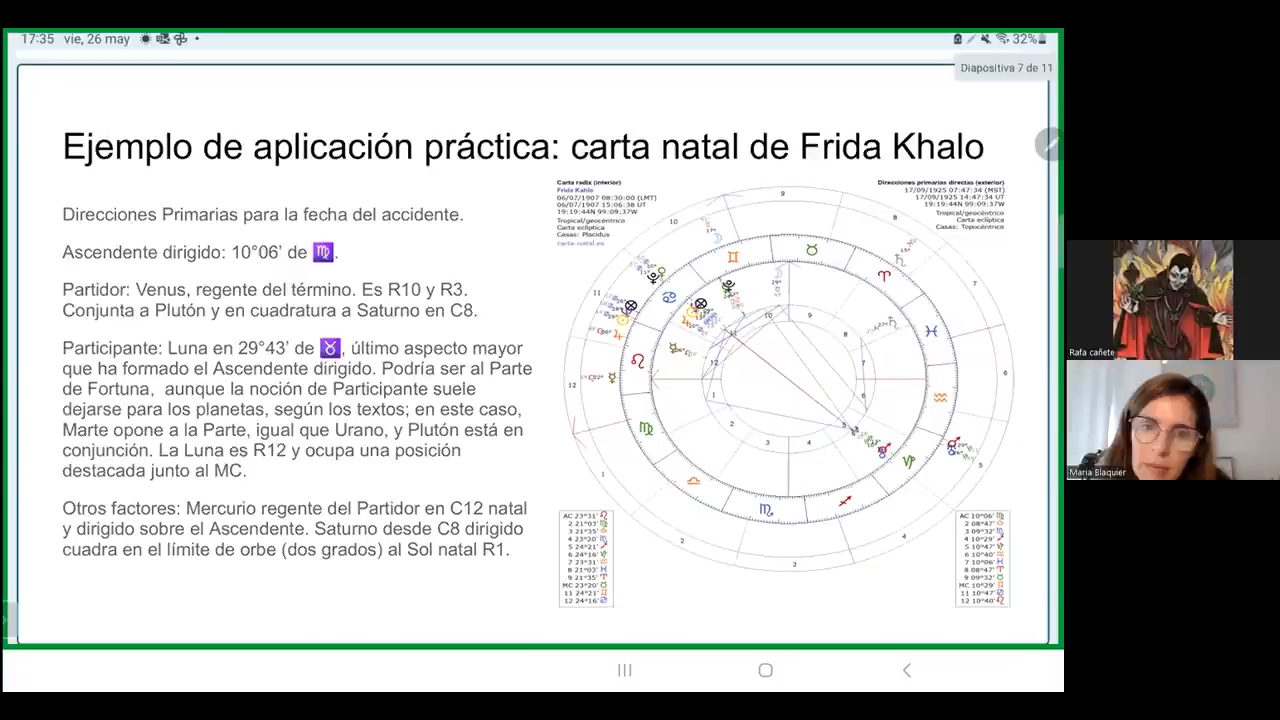 17:35 vie, 26 may
32%
Diapositiva 7 de 11
Ejemplo de aplicación práctica: carta natal de Frida Khalo
Direcciones Primarias para la fecha del accidente.
Ascendente dirigido: 10°06’ de ♍.
Partidor: Venus, regente del término. Es R10 y R3.
Conjunta a Plutón y en cuadratura a Saturno en C8.
Participante: Luna en 29°43’ de ♉, último aspecto mayor
que ha formado el Ascendente dirigido. Podría ser al Parte
de Fortuna, aunque la noción de Participante suele
dejarse para los planetas, según los textos; en este caso,
Marte opone a la Parte, igual que Urano, y Plutón está en
conjunción. La Luna es R12 y ocupa una posición
destacada junto al MC.
Otros factores: Mercurio regente del Partidor en C12 natal
y dirigido sobre el Ascendente. Saturno desde C8 dirigido
cuadra en el límite de orbe (dos grados) al Sol natal R1.
Carta radix (interior)
Frida Kahlo
06/07/1907 08:30:00 (LMT)
06/07/1907 15:06:38 UT
19:19:44N 99:09:37W
Tropical/geocéntrico
Carta eclíptica
Casas: Placidus
carta-natal.es
Direcciones primarias directas (exterior)
17/09/1925 07:47:34 (MST)
17/09/1925 14:47:34 UT
19:19:44N 99:09:37W
Tropical/geocéntrico
Carta eclíptica
Casas: Topocéntrico
AC 23°31' ♌
2 21°03' ♍
3 21°35' ♎
4 23°20' ♏
5 24°21' ♐
6 24°16' ♑
7 23°31' ♒
8 21°03' ♓
9 21°35' ♈
MC 23°20' ♉
11 24°21' ♊
12 24°16' ♋
AC 10°06' ♍
2 08°47' ♎
3 09°32' ♏
4 10°29' ♐
5 10°47' ♑
6 10°40' ♒
7 10°06' ♓
8 08°47' ♈
9 09°32' ♉
MC 10°29' ♊
11 10°47' ♋
12 10°40' ♌
Rafa cañete
Maria Blaquier